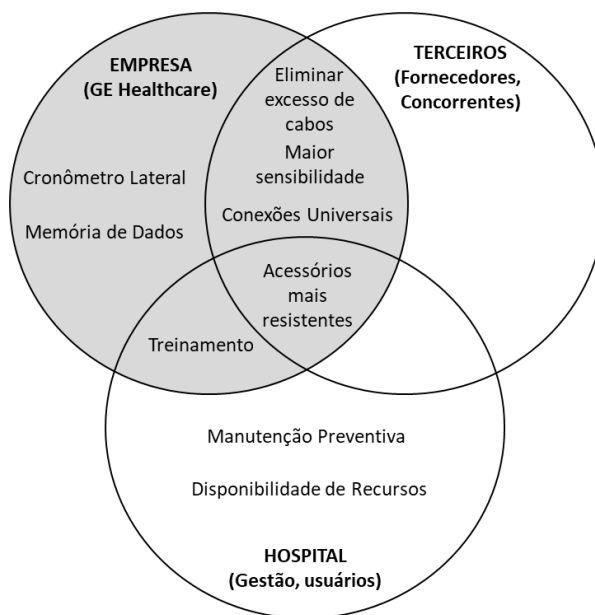 EMPRESA
(GE Healthcare)
TERCEIROS
(Fornecedores,
Concorrentes)
Eliminar
excesso de
cabos
Maior
sensibilidade
Conexões Universais
Cronômetro Lateral
Memória de Dados
Acessórios
mais
resistentes
Treinamento
Manutenção Preventiva
Disponibilidade de Recursos
HOSPITAL
(Gestão, usuários)